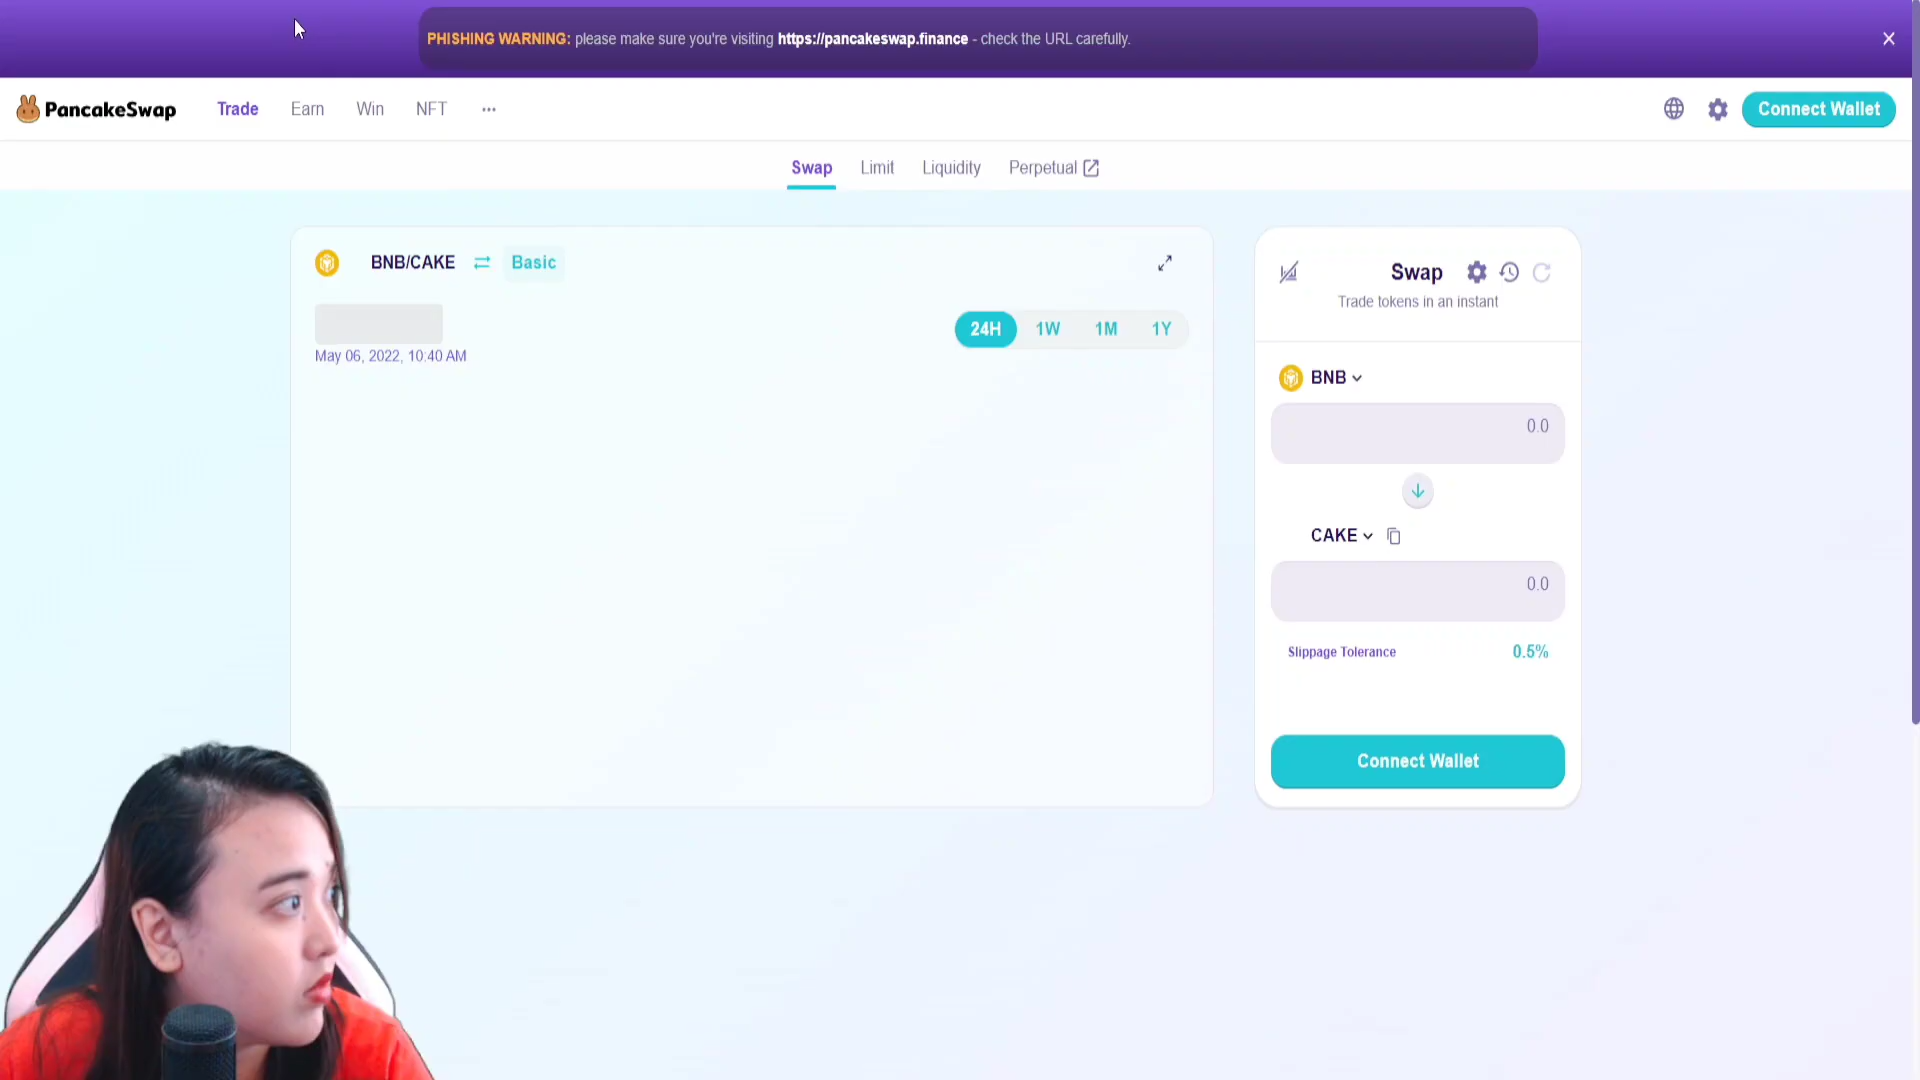 PHISHING WARNING: please make sure you're visiting https://pancakeswap.finance - check the URL carefully.
PancakeSwap
Trade
Earn
Win
NFT
Connect Wallet
Swap
Limit
Liquidity
Perpetual
BNB/CAKE
Basic
May 06, 2022, 10:40 AM
24H
1W
1M
1Y
Swap
Trade tokens in an instant
BNB
0.0
CAKE
0.0
Slippage Tolerance
0.5%
Connect Wallet